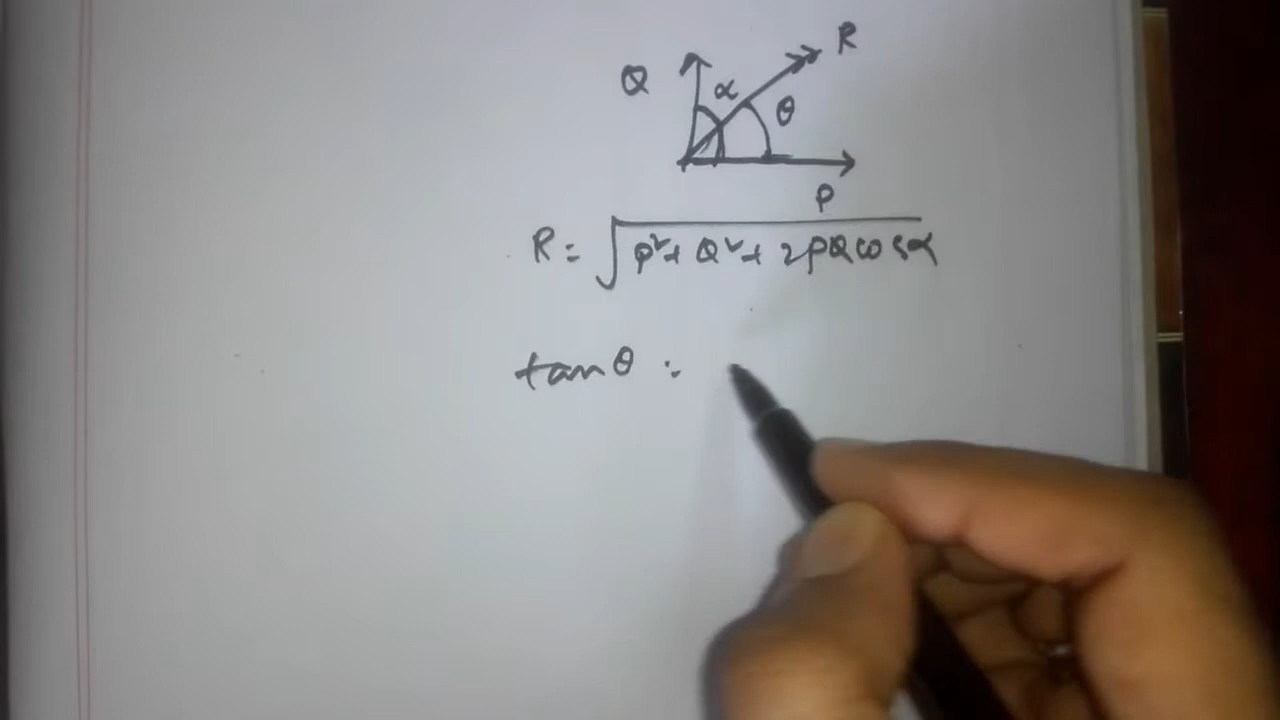 R
Q α θ
P
R = √(P² + Q² + 2PQ cos α)
tan θ =